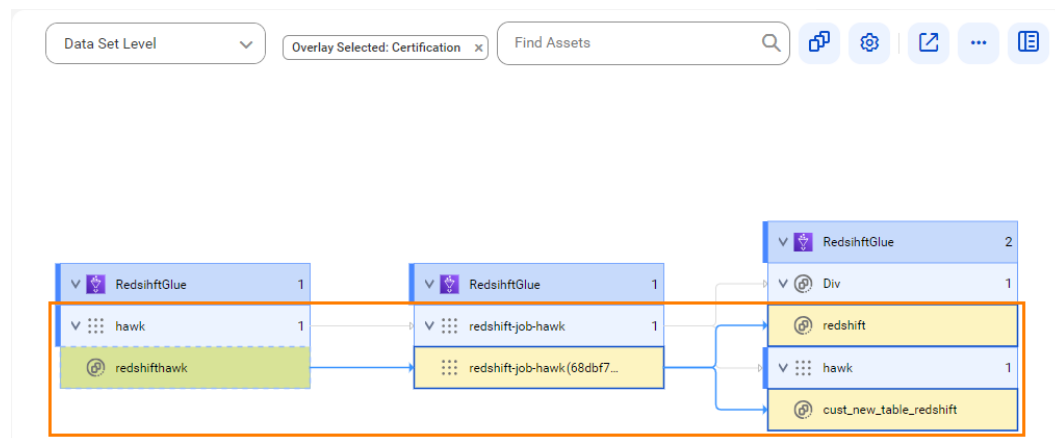 Data Set Level
Overlay Selected: Certification x
Find Assets
RedsihftGlue 2
RedsihftGlue 1
RedsihftGlue 1
Div 1
hawk 1
redshift-job-hawk 1
redshift
redshifthawk
redshift-job-hawk(68dbf7...
hawk 1
cust_new_table_redshift